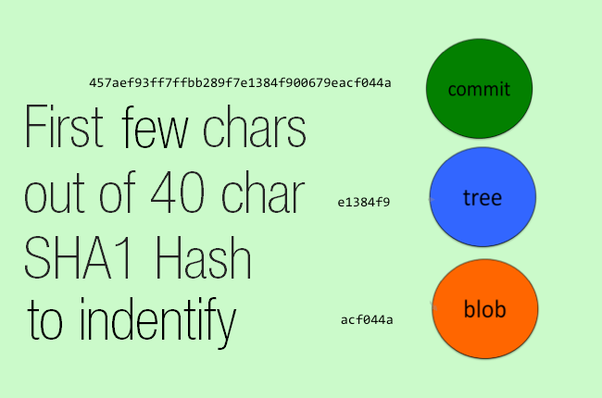 457aef93ff7ffbb289f7e1384f900679eacf044a
commit
First few chars
out of 40 char
e1384f9
tree
SHA1 Hash
to indentify
acf044a
blob